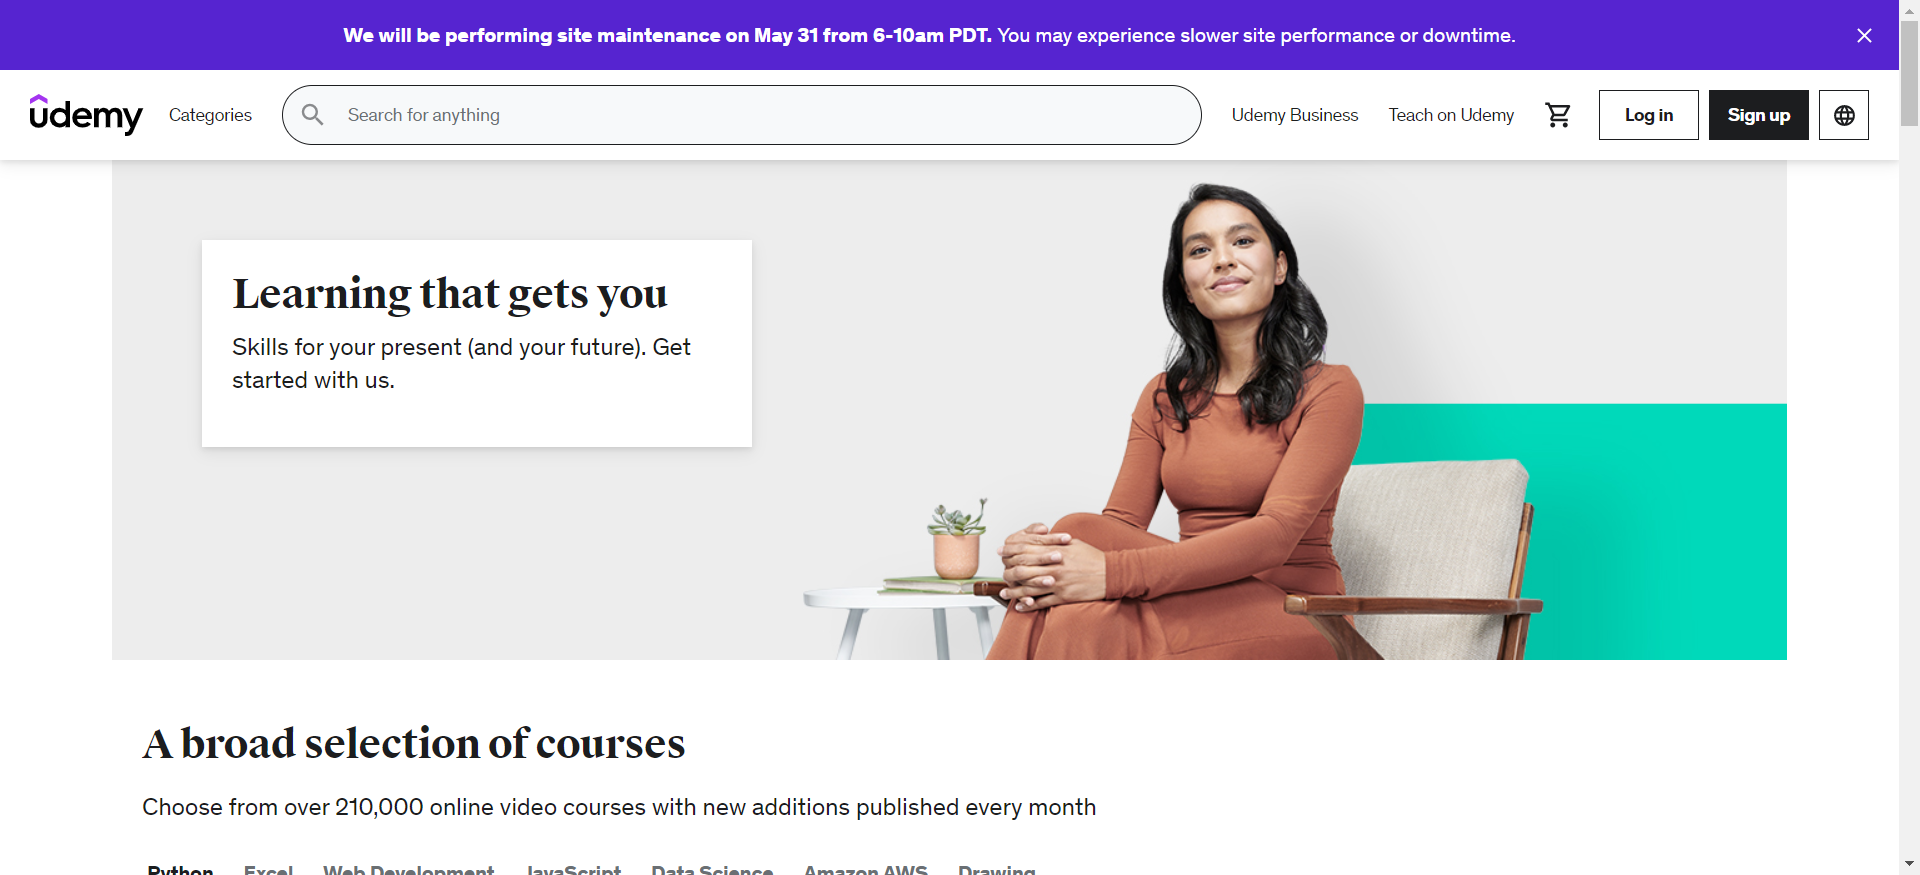 We will be performing site maintenance on May 31 from 6-10am PDT. You may experience slower site performance or downtime.
udemy Categories Search for anything Udemy Business Teach on Udemy Log in Sign up
Learning that gets you
Skills for your present (and your future). Get
started with us.
A broad selection of courses
Choose from over 210,000 online video courses with new additions published every month
Python Excel Web Development JavaScript Data Science Amazon AWS Drawing